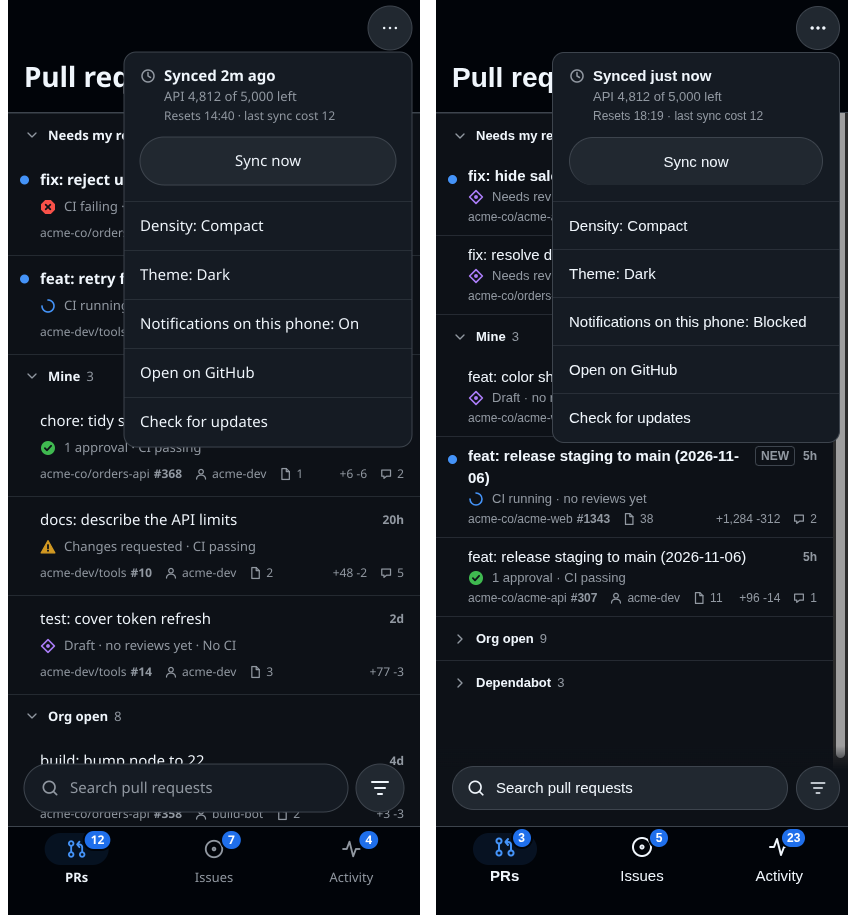 Pull req
Synced 2m ago
API 4,812 of 5,000 left
Resets 14:40 · last sync cost 12
Sync now
Density: Compact
Theme: Dark
Notifications on this phone: On
Open on GitHub
Check for updates
Needs my re
fix: reject u
CI failing ·
acme-co/order
feat: retry f
CI running
acme-dev/tools
Mine 3
chore: tidy s
1 approval · CI passing
acme-co/orders-api #368 acme-dev 1 +6 -6 2
docs: describe the API limits 20h
Changes requested · CI passing
acme-dev/tools #10 acme-dev 2 +48 -2 5
test: cover token refresh 2d
Draft · no reviews yet · No CI
acme-dev/tools #14 acme-dev 3 +77 -3
Org open 8
build: bump node to 22 4d
Search pull requests
acme-co/orders-api #358 build-bot 2 +3 -3
12 7 4
PRs Issues Activity
Pull req
Synced just now
API 4,812 of 5,000 left
Resets 18:19 · last sync cost 12
Sync now
Density: Compact
Theme: Dark
Notifications on this phone: Blocked
Open on GitHub
Check for updates
Needs my re
fix: hide sal
Needs rev
acme-co/acme-
fix: resolve d
Needs rev
acme-co/orders
Mine 3
feat: color sh
Draft · no r
acme-co/acme-
feat: release staging to main (2026-11- NEW 5h
06)
CI running · no reviews yet
acme-co/acme-web #1343 38 +1,284 -312 2
feat: release staging to main (2026-11-06) 5h
1 approval · CI passing
acme-co/acme-api #307 acme-dev 11 +96 -14 1
Org open 9
Dependabot 3
Search pull requests
3 5 23
PRs Issues Activity